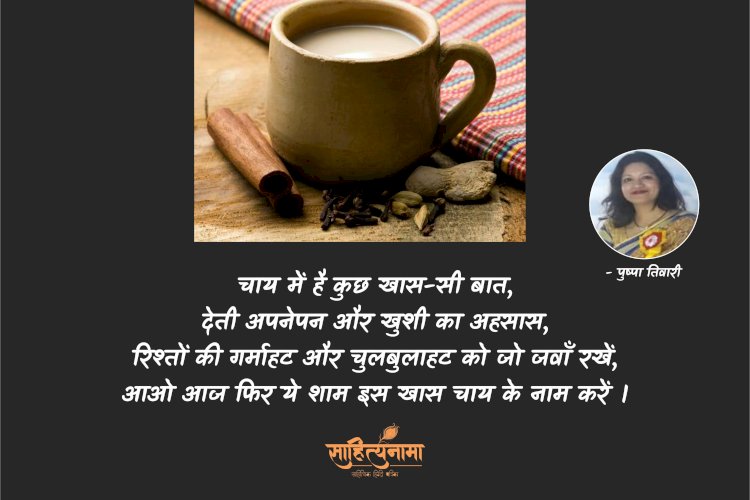 - पुष्पा तिवारी
चाय में है कुछ खास-सी बात,
देती अपनेपन और खुशी का अहसास,
रिश्तों की गर्माहट और चुलबुलाहट को जो जवाँ रखें,
आओ आज फिर ये शाम इस खास चाय के नाम करें ।
साहित्यनामा